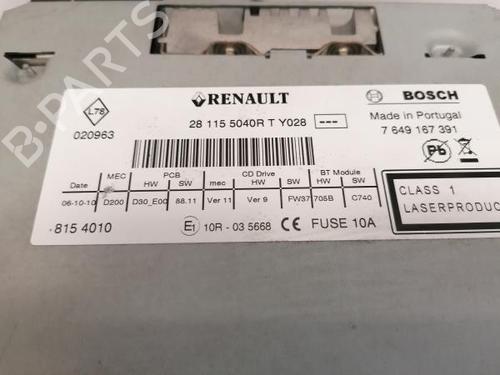 L78
020963
RENAULT
28 115 5040R T Y028 ---
BOSCH
Made in Portugal
7 649 167 391
Pb
MEC PCB CD Drive BT Module
Date HW SW mec HW SW HW SW
06-10-10 D200 D30_E00 88.11 Ver 11 Ver 9 FW37 705B C740
815 4010
E1 10R - 03 5668 CE FUSE 10A
CLASS 1
LASERPRODUC
B-PARTS